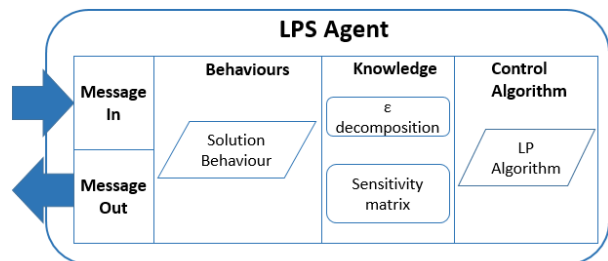 LPS Agent
Message
In
Message
Out
Behaviours
Solution
Behaviour
Knowledge
ε
decomposition
Sensitivity
matrix
Control
Algorithm
LP
Algorithm